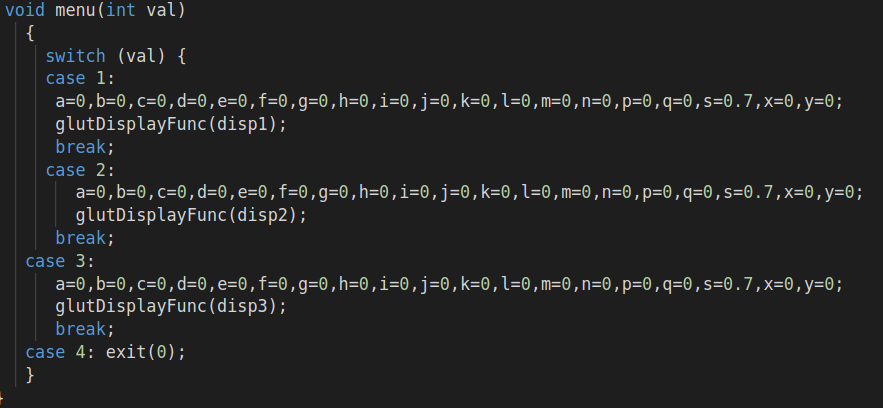 void menu(int val)
{
switch (val) {
case 1:
a=0,b=0,c=0,d=0,e=0,f=0,g=0,h=0,i=0,j=0,k=0,l=0,m=0,n=0,p=0,q=0,s=0.7,x=0,y=0;
glutDisplayFunc(disp1);
break;
case 2:
a=0,b=0,c=0,d=0,e=0,f=0,g=0,h=0,i=0,j=0,k=0,l=0,m=0,n=0,p=0,q=0,s=0.7,x=0,y=0;
glutDisplayFunc(disp2);
break;
case 3:
a=0,b=0,c=0,d=0,e=0,f=0,g=0,h=0,i=0,j=0,k=0,l=0,m=0,n=0,p=0,q=0,s=0.7,x=0,y=0;
glutDisplayFunc(disp3);
break;
case 4: exit(0);
}
}